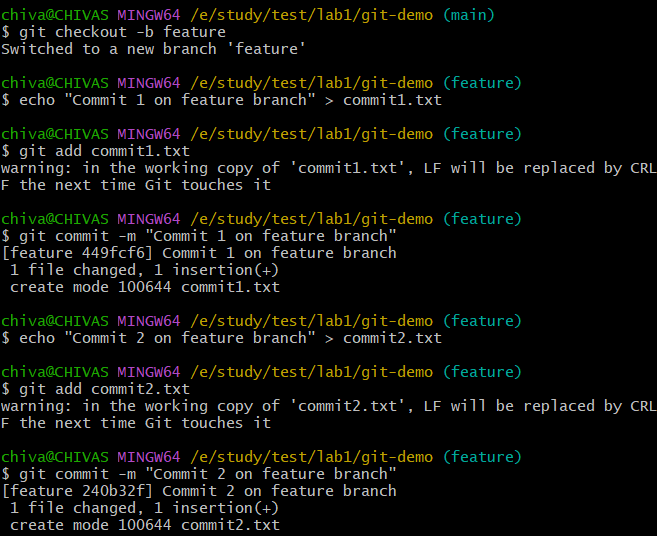 chiva@CHIVAS MINGW64 /e/study/test/lab1/git-demo (main)
$ git checkout -b feature
Switched to a new branch 'feature'
chiva@CHIVAS MINGW64 /e/study/test/lab1/git-demo (feature)
$ echo "Commit 1 on feature branch" > commit1.txt
chiva@CHIVAS MINGW64 /e/study/test/lab1/git-demo (feature)
$ git add commit1.txt
warning: in the working copy of 'commit1.txt', LF will be replaced by CRL
F the next time Git touches it
chiva@CHIVAS MINGW64 /e/study/test/lab1/git-demo (feature)
$ git commit -m "Commit 1 on feature branch"
[feature 449fcf6] Commit 1 on feature branch
 1 file changed, 1 insertion(+)
 create mode 100644 commit1.txt
chiva@CHIVAS MINGW64 /e/study/test/lab1/git-demo (feature)
$ echo "Commit 2 on feature branch" > commit2.txt
chiva@CHIVAS MINGW64 /e/study/test/lab1/git-demo (feature)
$ git add commit2.txt
warning: in the working copy of 'commit2.txt', LF will be replaced by CRL
F the next time Git touches it
chiva@CHIVAS MINGW64 /e/study/test/lab1/git-demo (feature)
$ git commit -m "Commit 2 on feature branch"
[feature 240b32f] Commit 2 on feature branch
 1 file changed, 1 insertion(+)
 create mode 100644 commit2.txt